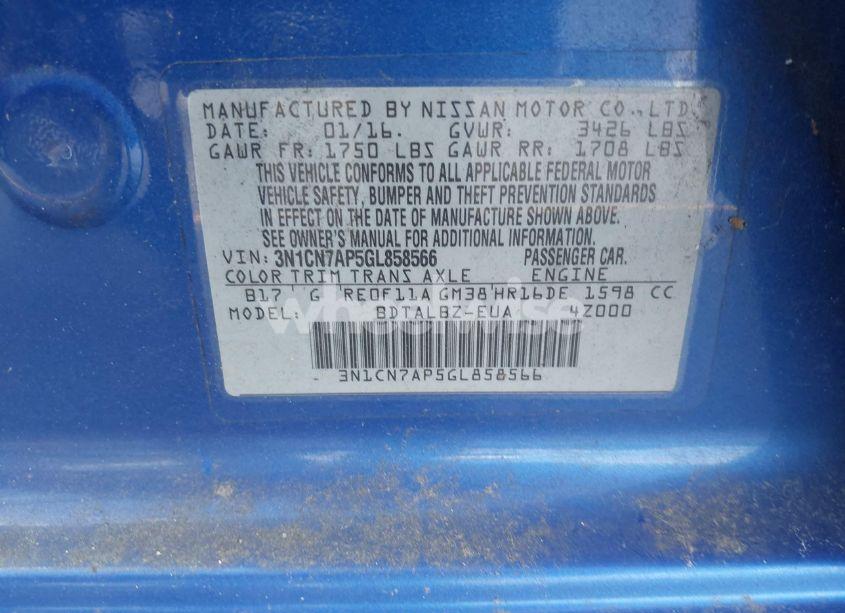 MANUFACTURED BY NISSAN MOTOR CO., LTD.
DATE: 01/16. GVWR: 3426 LBS
GAWR FR: 1750 LBS GAWR RR: 1708 LBS
THIS VEHICLE CONFORMS TO ALL APPLICABLE FEDERAL MOTOR
VEHICLE SAFETY, BUMPER AND THEFT PREVENTION STANDARDS
IN EFFECT ON THE DATE OF MANUFACTURE SHOWN ABOVE.
SEE OWNER'S MANUAL FOR ADDITIONAL INFORMATION.
VIN: 3N1CN7AP5GL858566 PASSENGER CAR.
COLOR TRIM TRANS AXLE ENGINE
B17 G RE0F11A GM38 HR16DE 1598 CC
MODEL: BDTALBZ-EUA 4Z000
3N1CN7AP5GL858566